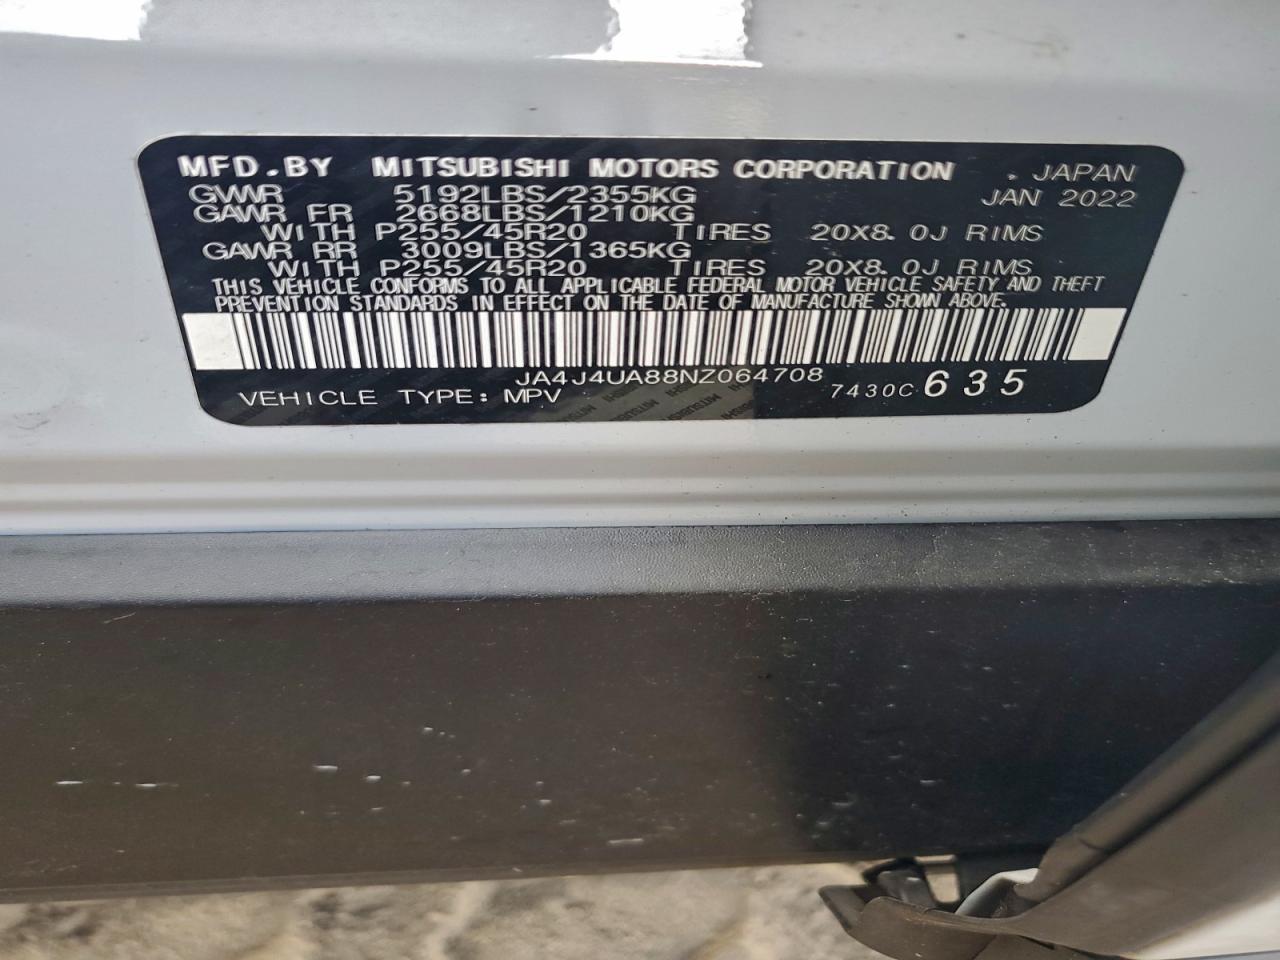 MFD.BY MITSUBISHI MOTORS CORPORATION . JAPAN
GVWR 5192LBS/2355KG JAN 2022
GAWR FR 2668LBS/1210KG
WITH P255/45R20 TIRES 20X8.0J RIMS
GAWR RR 3009LBS/1365KG
WITH P255/45R20 TIRES 20X8.0J RIMS
THIS VEHICLE CONFORMS TO ALL APPLICABLE FEDERAL MOTOR VEHICLE SAFETY AND THEFT
PREVENTION STANDARDS IN EFFECT ON THE DATE OF MANUFACTURE SHOWN ABOVE.
JA4J4UA88NZ064708
VEHICLE TYPE: MPV 7430C 635